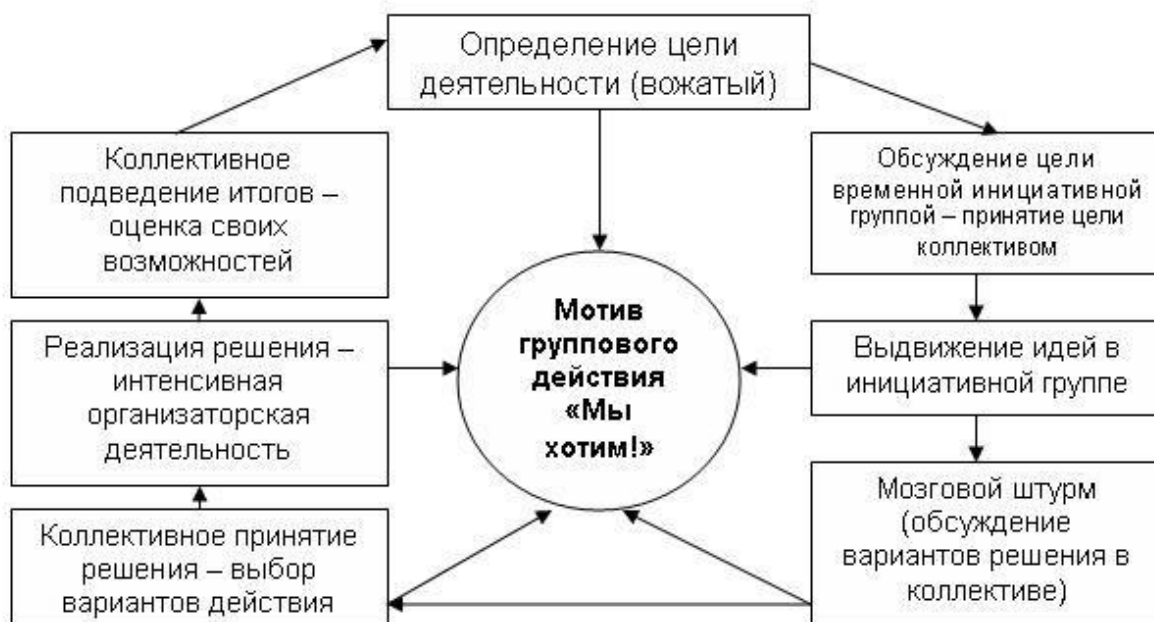 Определение цели
деятельности (вожатый)
Коллективное
подведение итогов –
оценка своих
возможностей
Обсуждение цели
временной инициативной
группой – принятие цели
коллективом
Мотив
группового
действия
«Мы
хотим!»
Реализация решения –
интенсивная
организаторская
деятельность
Выдвижение идей в
инициативной группе
Коллективное принятие
решения – выбор
вариантов действия
Мозговой штурм
(обсуждение
вариантов решения в
коллективе)